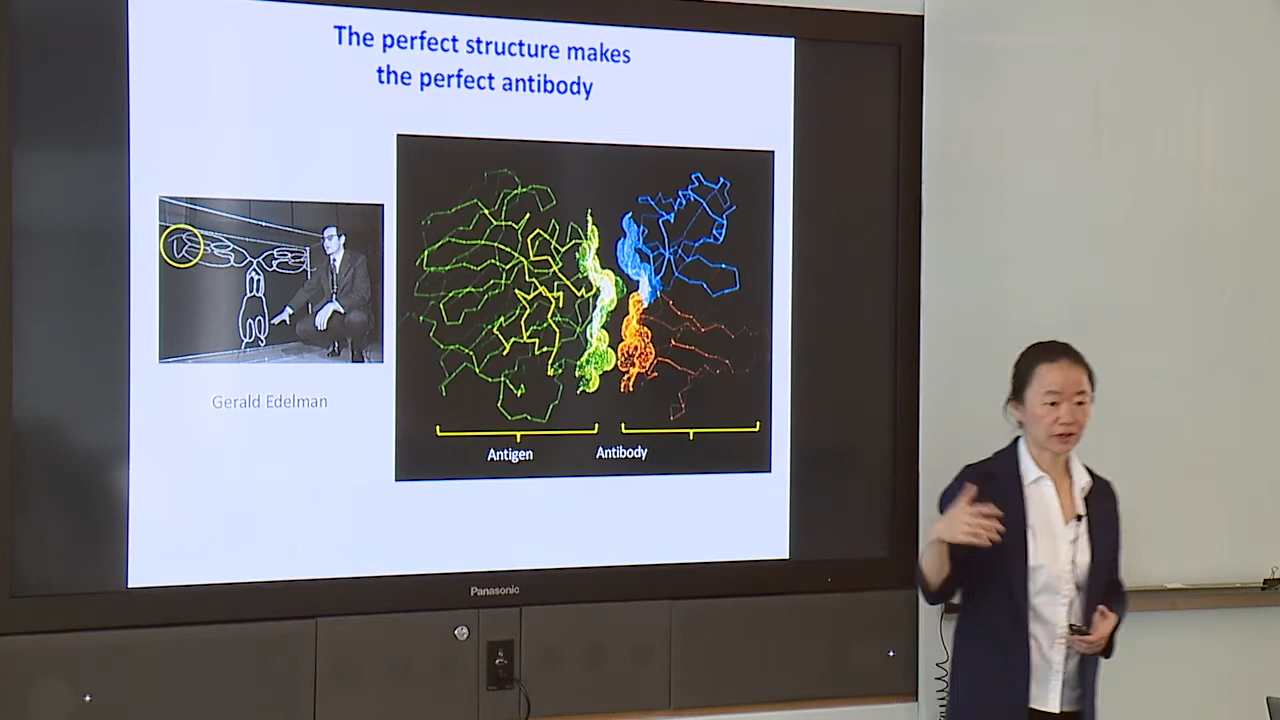 The perfect structure makes
the perfect antibody
Gerald Edelman
Antigen
Antibody
Panasonic